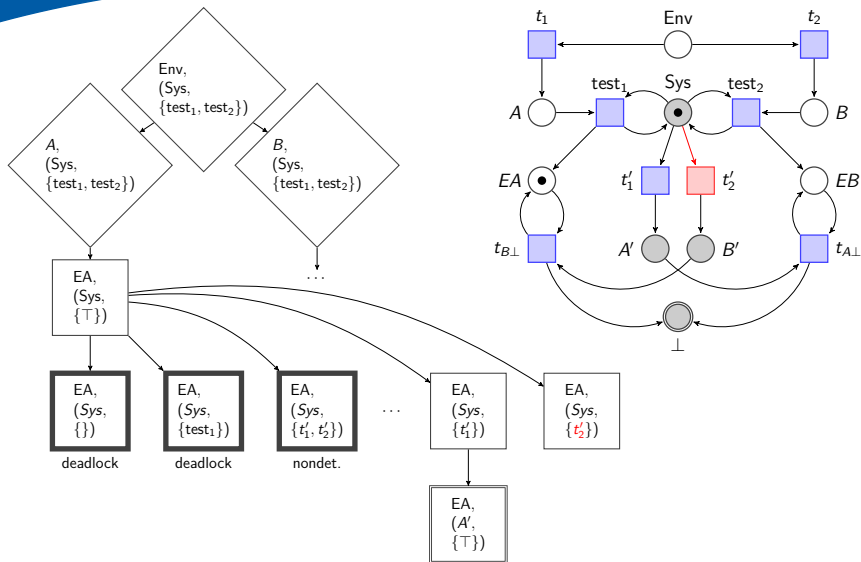 Env,
(Sys,
{test₁, test₂})
A,
(Sys,
{test₁, test₂})
B,
(Sys,
{test₁, test₂})
EA,
(Sys,
{⊤})
...
EA,
(Sys,
{})
deadlock
EA,
(Sys,
{test₁})
deadlock
EA,
(Sys,
{t′₁, t′₂})
nondet.
...
EA,
(Sys,
{t′₁})
EA,
(Sys,
{t′₂})
EA,
(A′,
{⊤})
t₁
Env
t₂
test₁
Sys
test₂
A
B
EA
t′₁
t′₂
EB
t_B⊥
A′
B′
t_A⊥
⊥